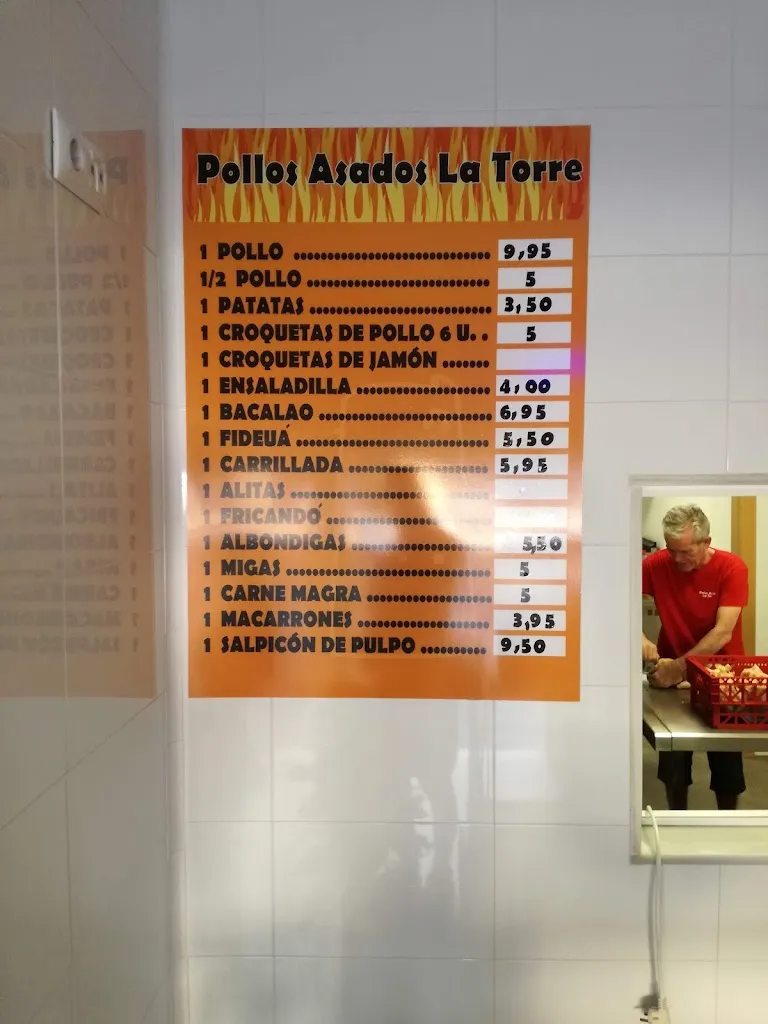 Pollos Asados La Torre
1 POLLO .............................. 9,95
1/2 POLLO ............................ 5
1 PATATAS ............................ 3,50
1 CROQUETAS DE POLLO 6 U. . 5
1 CROQUETAS DE JAMÓN .......
1 ENSALADILLA .................... 4,00
1 BACALAO .......................... 6,95
1 FIDEUÁ .............................. 5,50
1 CARRILLADA ...................... 5,95
1 ALITAS ..............................
1 FRICANDÓ .........................
1 ALBONDIGAS ..................... 5,50
1 MIGAS ............................... 5
1 CARNE MAGRA ................... 5
1 MACARRONES ..................... 3,95
1 SALPICÓN DE PULPO .......... 9,50